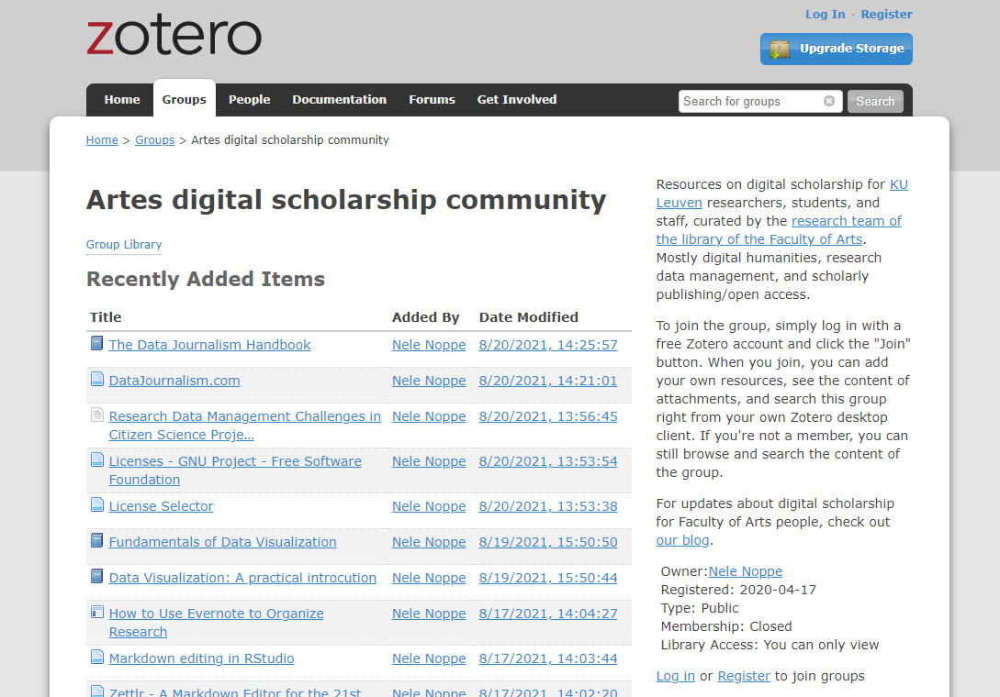 zotero
Log In · Register
Upgrade Storage
Home Groups People Documentation Forums Get Involved
Search for groups Search
Home > Groups > Artes digital scholarship community
Artes digital scholarship community
Group Library
Recently Added Items
Title Added By Date Modified
The Data Journalism Handbook Nele Noppe 8/20/2021, 14:25:57
DataJournalism.com Nele Noppe 8/20/2021, 14:21:01
Research Data Management Challenges in Nele Noppe 8/20/2021, 13:56:45
Citizen Science Proje...
Licenses - GNU Project - Free Software Nele Noppe 8/20/2021, 13:53:54
Foundation
License Selector Nele Noppe 8/20/2021, 13:53:38
Fundamentals of Data Visualization Nele Noppe 8/19/2021, 15:50:50
Data Visualization: A practical introcution Nele Noppe 8/19/2021, 15:50:44
How to Use Evernote to Organize Nele Noppe 8/17/2021, 14:04:27
Research
Markdown editing in RStudio Nele Noppe 8/17/2021, 14:03:44
Zettlr - A Markdown Editor for the 21st Nele Noppe 8/17/2021, 14:02:20
Resources on digital scholarship for KU
Leuven researchers, students, and
staff, curated by the research team of
the library of the Faculty of Arts.
Mostly digital humanities, research
data management, and scholarly
publishing/open access.
To join the group, simply log in with a
free Zotero account and click the "Join"
button. When you join, you can add
your own resources, see the content of
attachments, and search this group
right from your own Zotero desktop
client. If you're not a member, you can
still browse and search the content of
the group.
For updates about digital scholarship
for Faculty of Arts people, check out
our blog.
Owner:Nele Noppe
Registered: 2020-04-17
Type: Public
Membership: Closed
Library Access: You can only view
Log in or Register to join groups